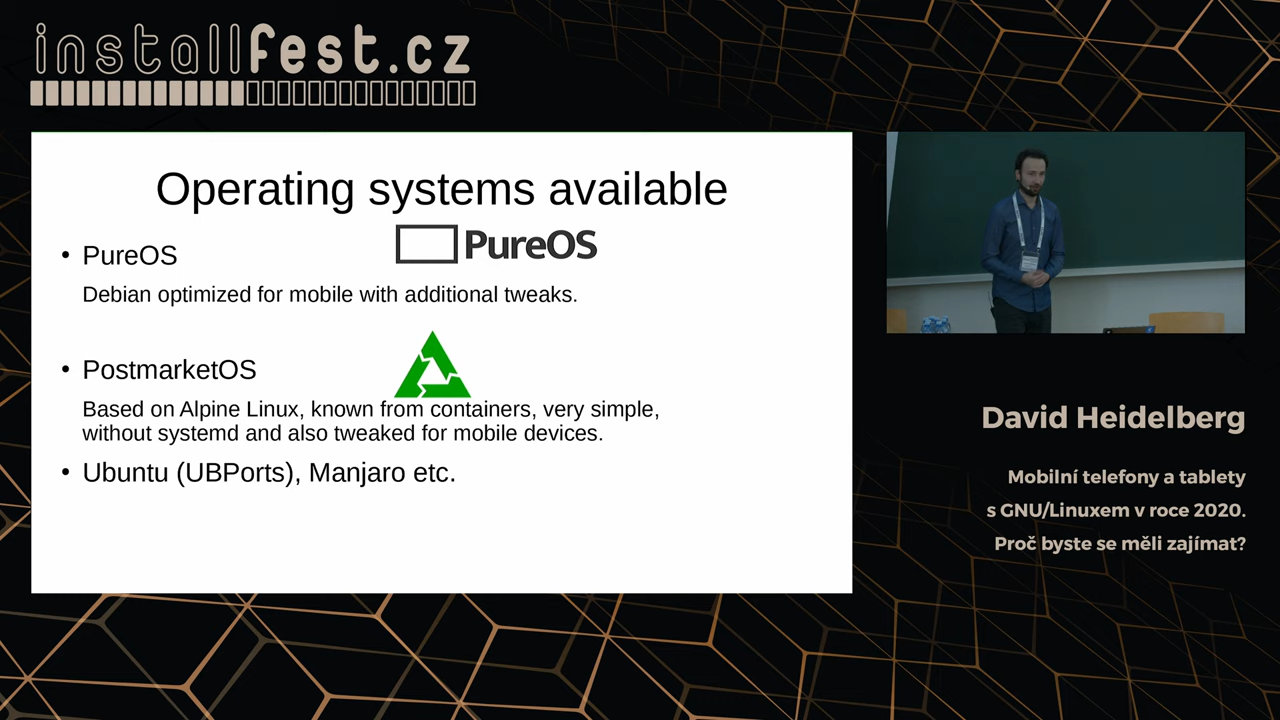 installfest.cz
Operating systems available
PureOS
• PureOS
Debian optimized for mobile with additional tweaks.
• PostmarketOS
Based on Alpine Linux, known from containers, very simple,
without systemd and also tweaked for mobile devices.
• Ubuntu (UBPorts), Manjaro etc.
David Heidelberg
Mobilní telefony a tablety
s GNU/Linuxem v roce 2020.
Proč byste se měli zajímat?